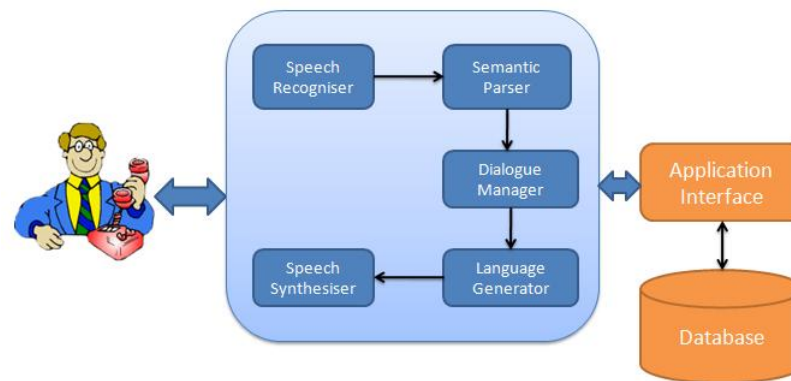 Speech
Recogniser
Semantic
Parser
Dialogue
Manager
Application
Interface
Speech
Synthesiser
Language
Generator
Database